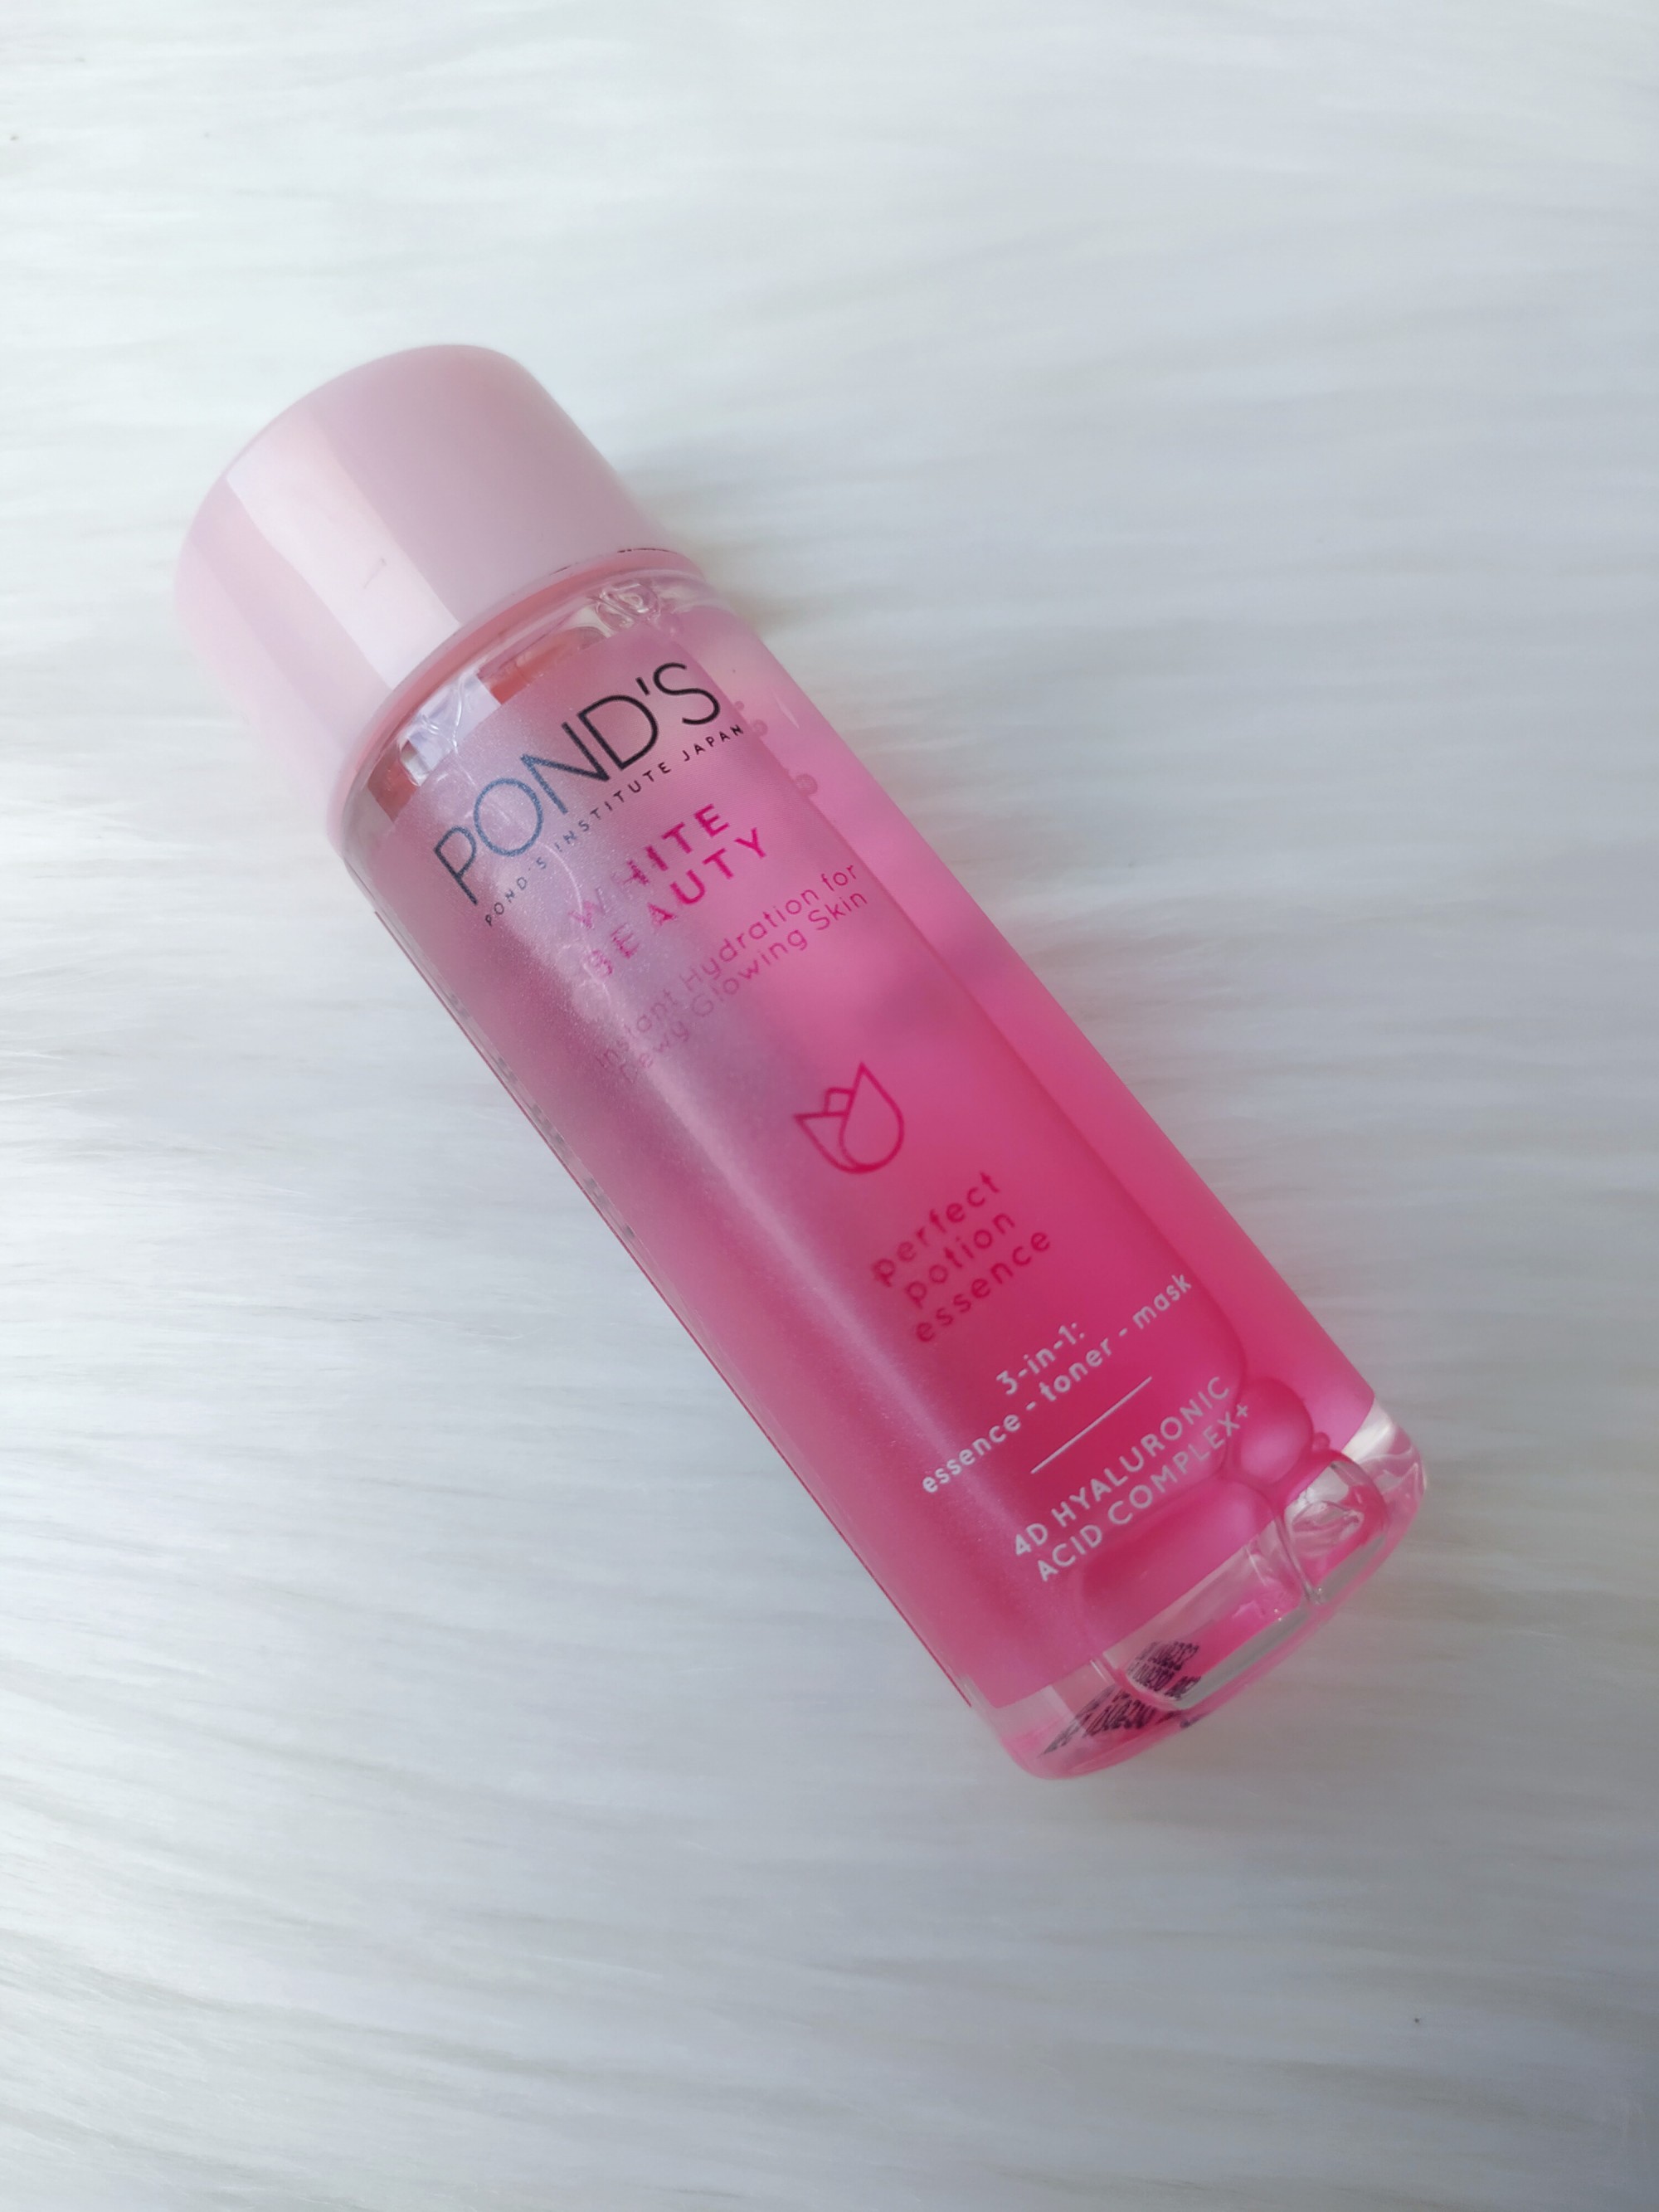 POND'S
POND'S INSTITUTE JAPAN
WHITE
BEAUTY
Instant Hydration for
Dewy Glowing Skin
perfect
potion
essence
3-in-1:
essence - toner - mask
4D HYALURONIC
ACID COMPLEX+